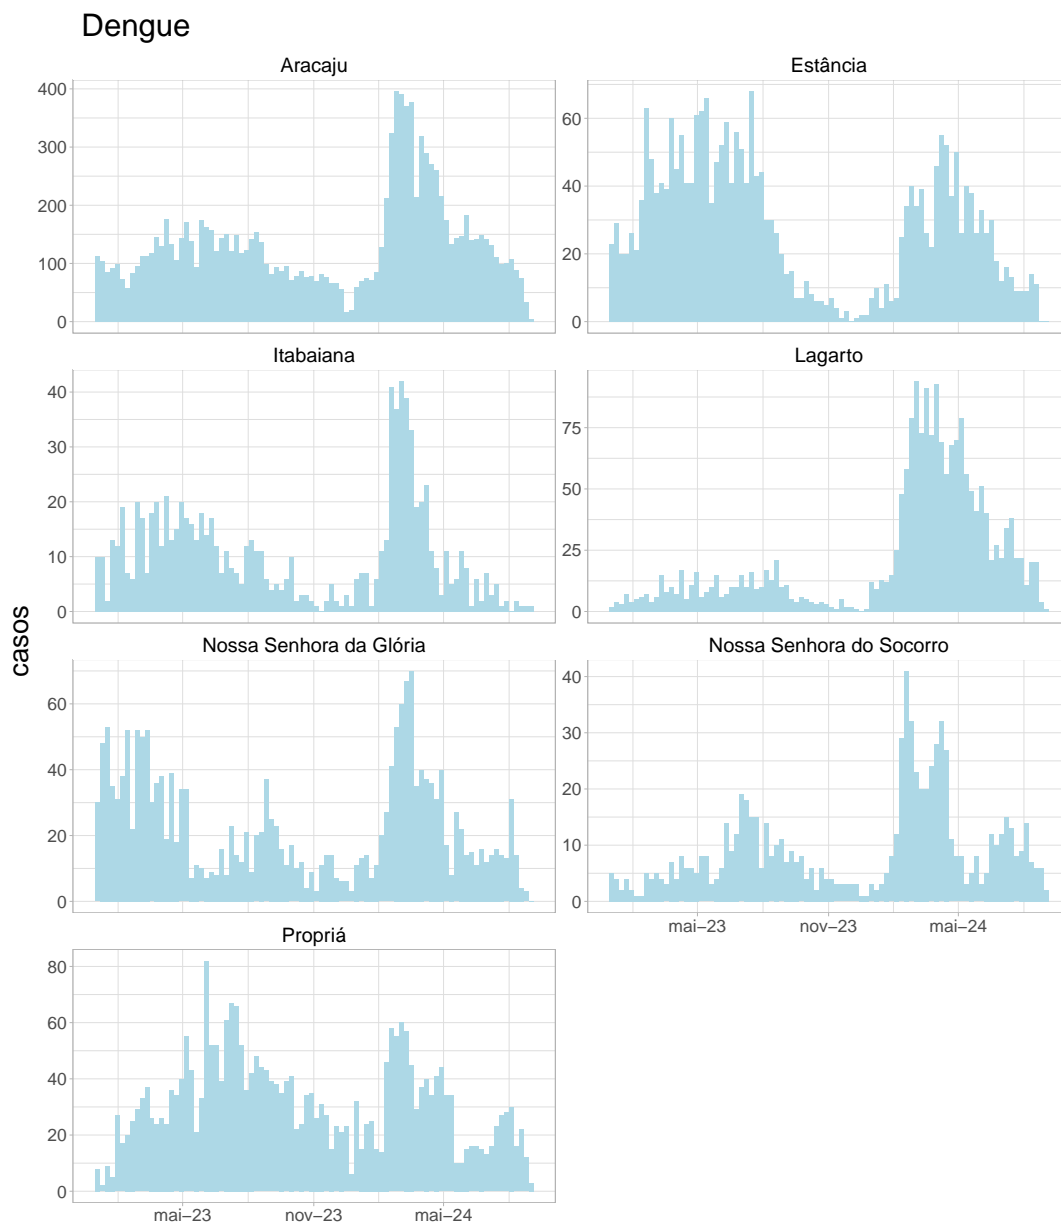 Dengue
Aracaju
Estância
400
300
200
100
0
60
40
20
0
Itabaiana
Lagarto
40
30
20
10
0
75
50
25
0
casos
Nossa Senhora da Glória
Nossa Senhora do Socorro
60
40
20
0
40
30
20
10
0
mai−23 nov−23 mai−24
Propriá
80
60
40
20
0
mai−23 nov−23 mai−24